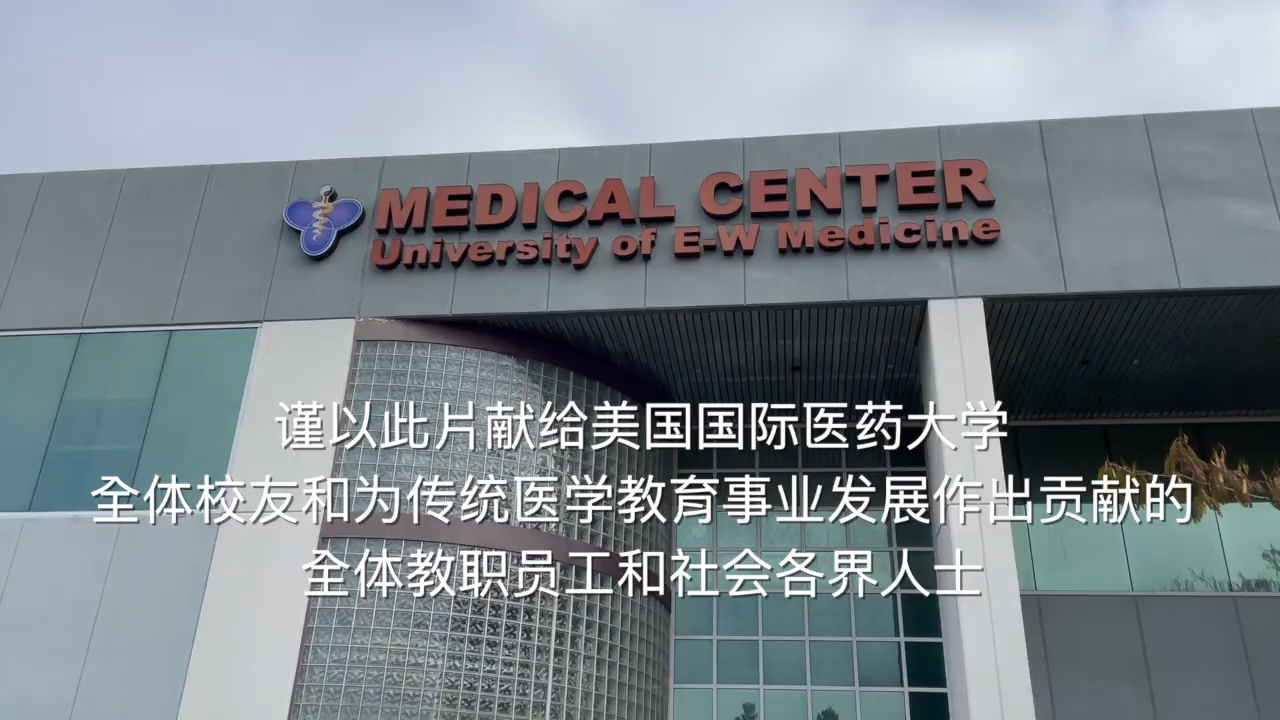 MEDICAL CENTER
University of E-W Medicine
谨以此片献给美国国际医药大学
全体校友和为传统医学教育事业发展作出贡献的
全体教职员工和社会各界人士